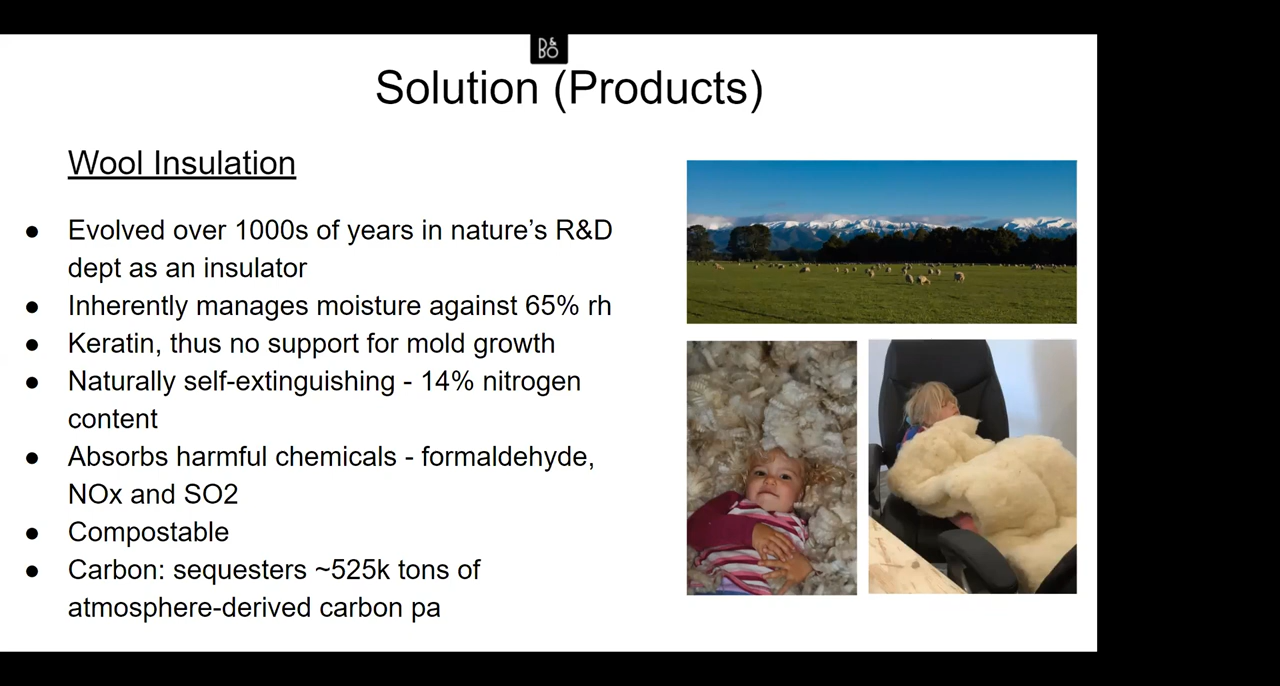 B&O
Solution (Products)
Wool Insulation
● Evolved over 1000s of years in nature’s R&D
dept as an insulator
● Inherently manages moisture against 65% rh
● Keratin, thus no support for mold growth
● Naturally self-extinguishing - 14% nitrogen
content
● Absorbs harmful chemicals - formaldehyde,
NOx and SO2
● Compostable
● Carbon: sequesters ~525k tons of
atmosphere-derived carbon pa